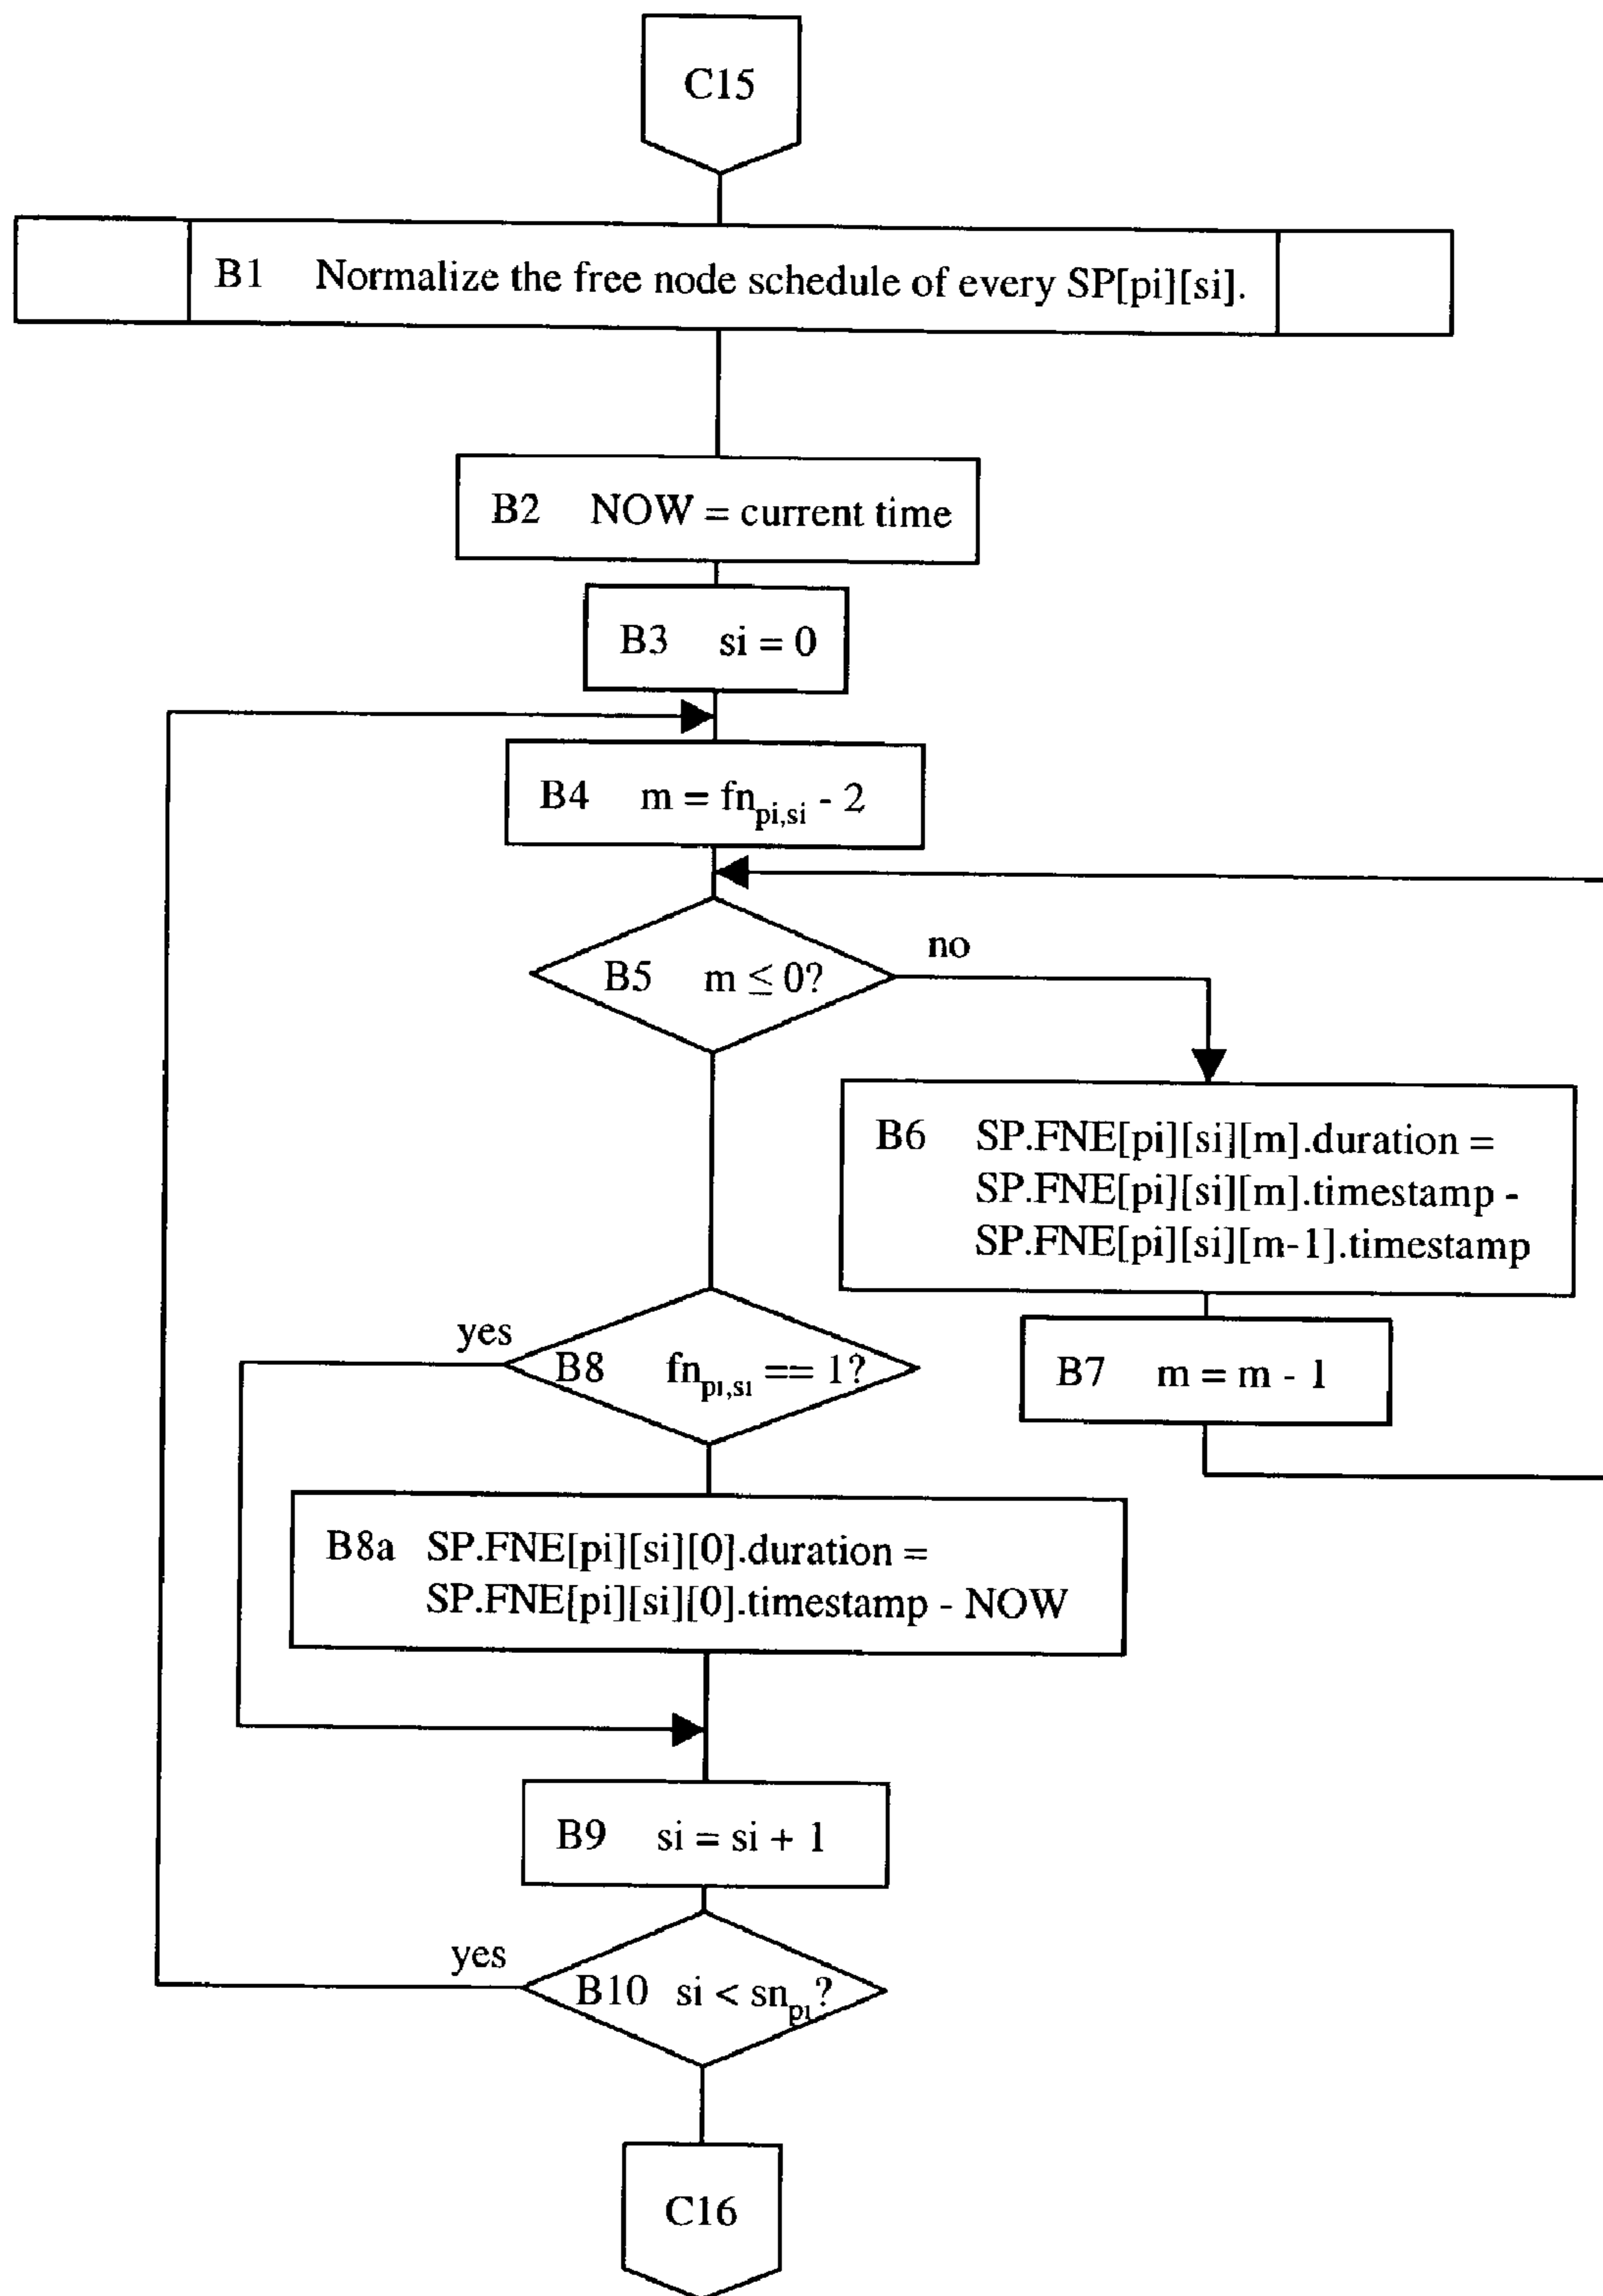 C15
B1 Normalize the free node schedule of every SP[pi][si].
B2 NOW = current time
B3 si = 0
B4 m = fn_pi,si - 2
B5 m ≤ 0?
no
B6 SP.FNE[pi][si][m].duration =
SP.FNE[pi][si][m].timestamp -
SP.FNE[pi][si][m-1].timestamp
B7 m = m - 1
yes
B8 fn_pi,si == 1?
B8a SP.FNE[pi][si][0].duration =
SP.FNE[pi][si][0].timestamp - NOW
B9 si = si + 1
yes
B10 si < sn_pi?
C16